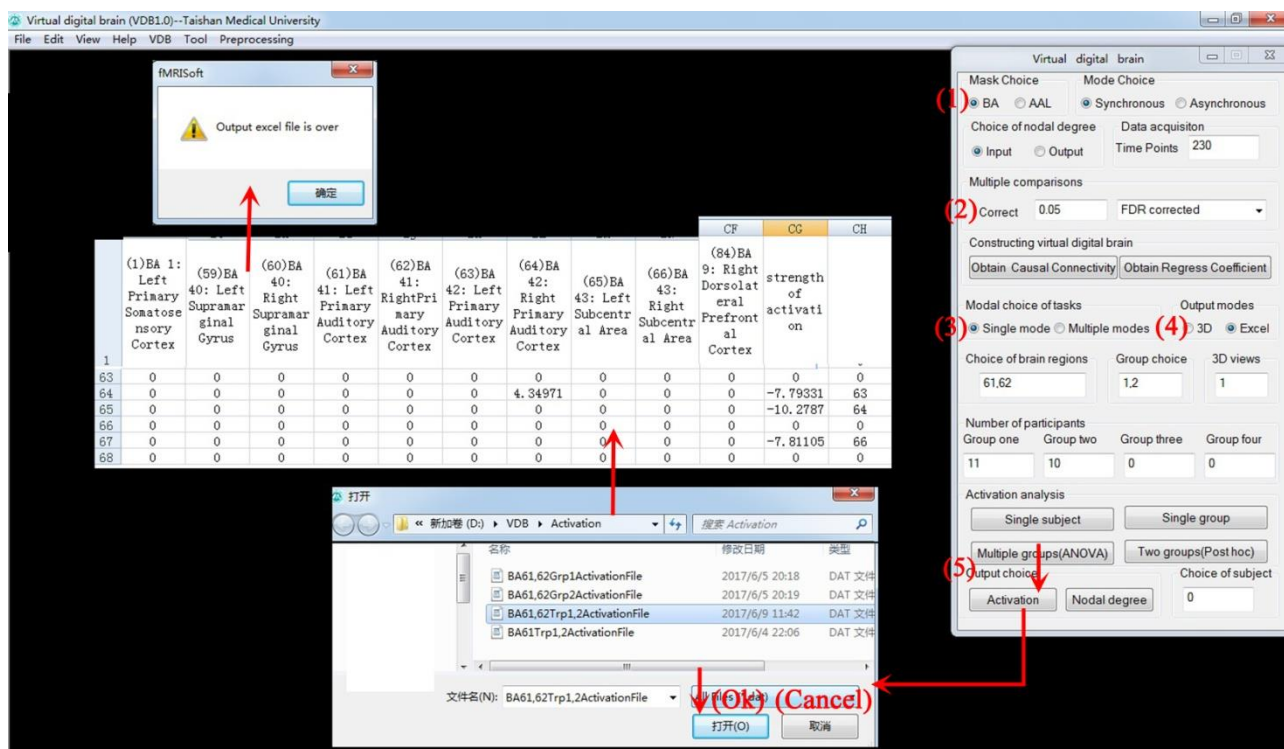 Virtual digital brain (VDB1.0)--Taishan Medical University
File Edit View Help VDB Tool Preprocessing
fMRISoft
Output excel file is over
确定
CF CG CH
(1)BA 1: Left Primary Somatosensory Cortex
(59)BA 40: Left Supramarginal Gyrus
(60)BA 40: Right Supramarginal Gyrus
(61)BA 41: Left Primary Auditory Cortex
(62)BA 41: RightPrimary Auditory Cortex
(63)BA 42: Left Primary Auditory Cortex
(64)BA 42: Right Primary Auditory Cortex
(65)BA 43: Left Subcentral Area
(66)BA 43: Right Subcentral Area
(84)BA 9: Right Dorsolateral Prefrontal Cortex
strength of activation
1
63 0 0 0 0 0 0 0 0 0 0 0 0
64 0 0 0 0 0 0 4.34971 0 0 0 -7.79331 63
65 0 0 0 0 0 0 0 0 0 0 -10.2787 64
66 0 0 0 0 0 0 0 0 0 0 0 0
67 0 0 0 0 0 0 0 0 0 0 -7.81105 66
68 0 0 0 0 0 0 0 0 0 0 0 0
打开
« 新加卷 (D:) ▸ VDB ▸ Activation
搜索 Activation
名称 修改日期 类型
BA61,62Grp1ActivationFile 2017/6/5 20:18 DAT 文件
BA61,62Grp2ActivationFile 2017/6/5 20:19 DAT 文件
BA61,62Trp1,2ActivationFile 2017/6/9 11:42 DAT 文件
BA61Trp1,2ActivationFile 2017/6/4 22:06 DAT 文件
文件名(N): BA61,62Trp1,2ActivationFile
(Ok) (Cancel)
打开(O) 取消
Virtual digital brain
Mask Choice Mode Choice
(1) BA AAL Synchronous Asynchronous
Choice of nodal degree Data acquisiton
Input Output Time Points 230
Multiple comparisons
(2) Correct 0.05 FDR corrected
Constructing virtual digital brain
Obtain Causal Connectivity Obtain Regress Coefficient
Modal choice of tasks Output modes
(3) Single mode Multiple modes (4) 3D Excel
Choice of brain regions Group choice 3D views
61,62 1,2 1
Number of participants
Group one Group two Group three Group four
11 10 0 0
Activation analysis
Single subject Single group
Multiple groups(ANOVA) Two groups(Post hoc)
(5) Output choice Choice of subject
Activation Nodal degree 0